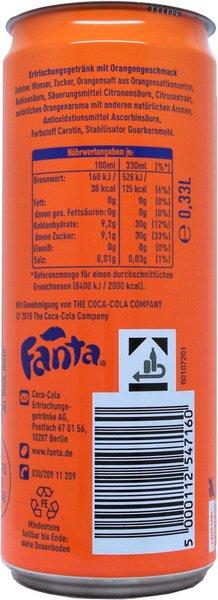 Erfrischungsgetränk mit Orangengeschmack
Zutaten: Wasser, Zucker, Orangensaft aus Orangensaftkonzentrat,
Kohlensäure, Säuerungsmittel Citronensäure, Citrusextrakt,
natürliches Orangenaroma mit anderen natürlichen Aromen,
Antioxidationsmittel Ascorbinsäure,
Farbstoff Carotin, Stabilisator Guarkernmehl.
Nährwertangaben je:
100ml 330ml (%*)
Brennwert: 160 kJ / 528 kJ /
38 kcal 125 kcal (6%)
Fett: 0g 0g (0%)
davon ges. Fettsäuren: 0g 0g (0%)
Kohlenhydrate: 9,2g 30g (12%)
davon Zucker: 9,1g 30g (33%)
Eiweiß: 0g 0g (0%)
Salz: 0,01g 0,03g (1%)
*Referenzmenge für einen durchschnittlichen
Erwachsenen (8400 kJ / 2000 kcal).
℮ 0,33L
Mit Genehmigung von THE COCA-COLA COMPANY
© 2015 The Coca-Cola Company
Fanta®
Coca-Cola
Erfrischungs-
getränke AG,
Postfach 67 01 56,
10207 Berlin
www.fanta.de
030/209 11 209
FE
Mindestens
haltbar bis Ende:
siehe Dosenboden
60107201
5 000112 547160